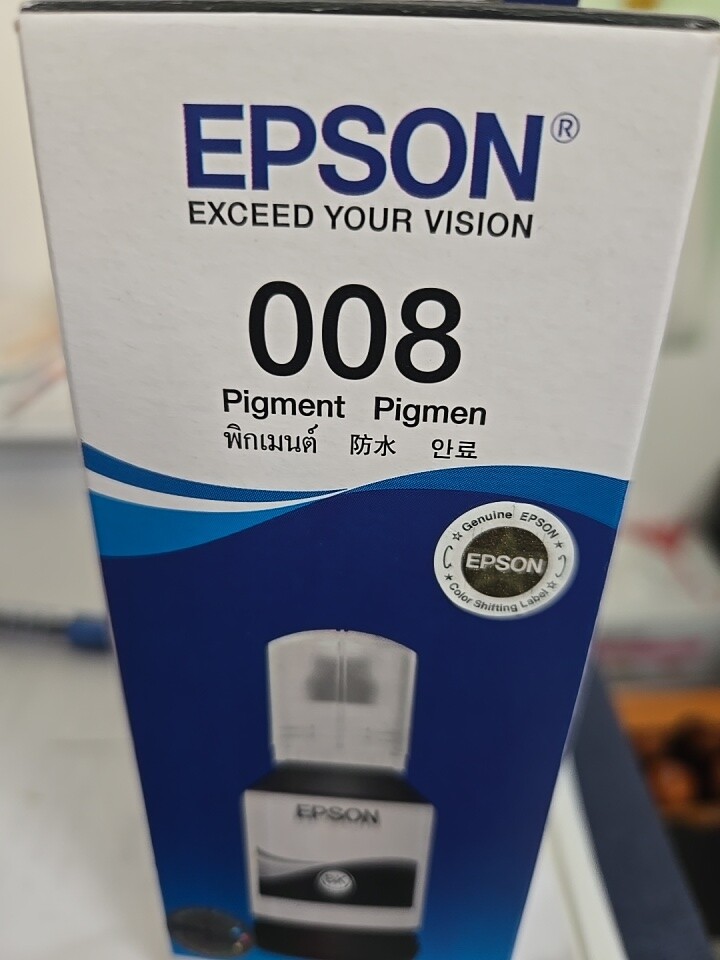 EPSON®
EXCEED YOUR VISION
008
Pigment Pigmen
พิกเมนต์ 防水 안료
☆ Genuine EPSON ★
EPSON
★ Color Shifting Label ☆
EPSON